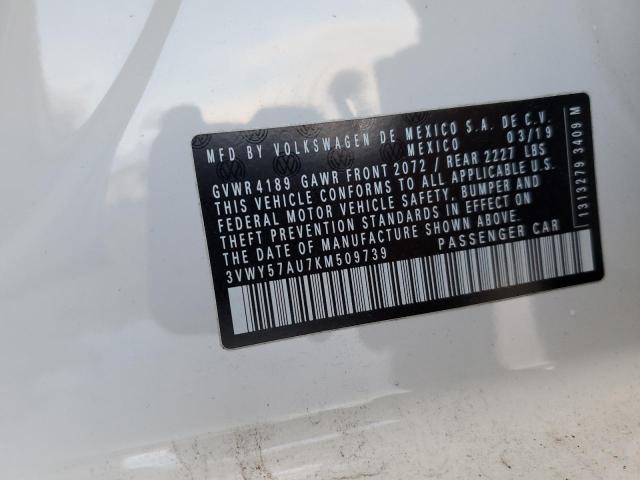 MFD BY VOLKSWAGEN DE MEXICO S.A. DE C.V.
MEXICO 03/19
GVWR 4189 GAWR FRONT 2072 / REAR 2227 LBS
THIS VEHICLE CONFORMS TO ALL APPLICABLE U.S.
FEDERAL MOTOR VEHICLE SAFETY, BUMPER AND
THEFT PREVENTION STANDARDS IN EFFECT ON
THE DATE OF MANUFACTURE SHOWN ABOVE.
3VWY57AU7KM509739 PASSENGER CAR
1313279 3409 M